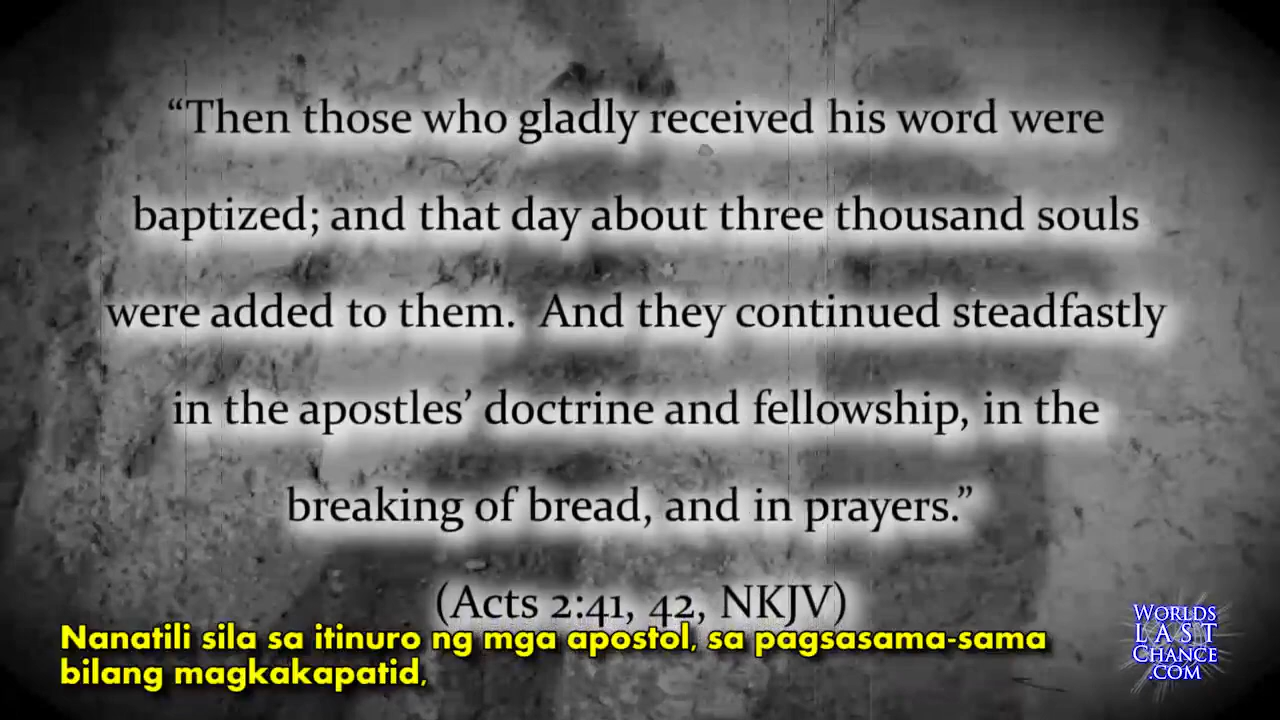 “Then those who gladly received his word were
baptized; and that day about three thousand souls
were added to them.  And they continued steadfastly
in the apostles’ doctrine and fellowship, in the
breaking of bread, and in prayers.”
(Acts 2:41, 42, NKJV)
Nanatili sila sa itinuro ng mga apostol, sa pagsasama-sama
bilang magkakapatid,
WORLDS
LAST
CHANCE
.COM